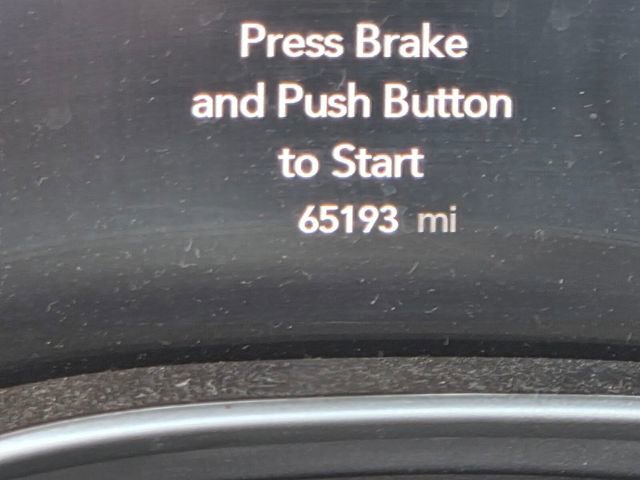 Press Brake
and Push Button
to Start
65193 mi